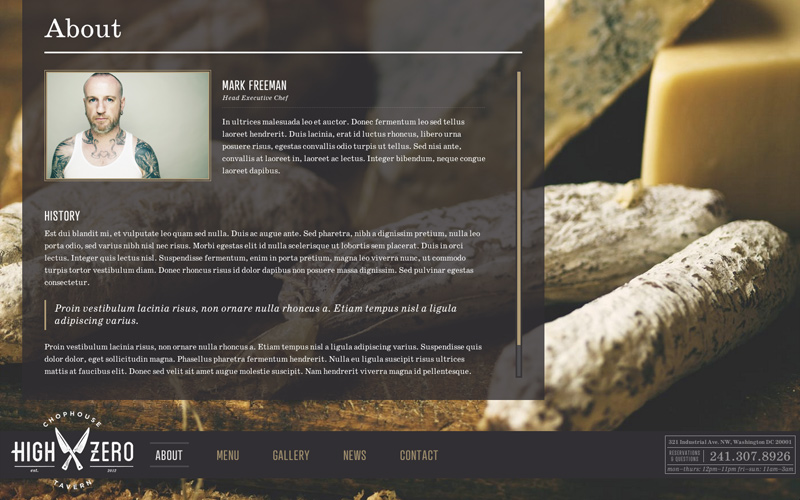 About
MARK FREEMAN
Head Executive Chef
In ultrices malesuada leo et auctor. Donec fermentum leo sed tellus
laoreet hendrerit. Duis lacinia, erat id luctus rhoncus, libero urna
posuere risus, egestas convallis odio turpis ut tellus. Sed nisi ante,
convallis at laoreet in, laoreet ac lectus. Integer bibendum, neque congue
laoreet dapibus.
HISTORY
Est dui blandit mi, et vulputate leo quam sed nulla. Duis ac augue ante. Sed pharetra, nibh a dignissim pretium, nulla leo
porta odio, sed varius nibh nisl nec risus. Morbi egestas elit id nulla scelerisque ut lobortis sem placerat. Duis in orci
lectus. Integer quis lectus nisl. Suspendisse fermentum, enim in porta pretium, magna leo viverra nunc, ut commodo
turpis tortor vestibulum diam. Donec rhoncus risus id dolor dapibus non posuere massa dignissim. Sed pulvinar egestas
consectetur.
Proin vestibulum lacinia risus, non ornare nulla rhoncus a. Etiam tempus nisl a ligula
adipiscing varius.
Proin vestibulum lacinia risus, non ornare nulla rhoncus a. Etiam tempus nisl a ligula adipiscing varius. Suspendisse quis
dolor dolor, eget sollicitudin magna. Phasellus pharetra fermentum hendrerit. Nulla eu ligula suscipit risus ultrices
mattis at faucibus elit. Donec sed velit sit amet augue molestie suscipit. Nam hendrerit viverra magna id pellentesque.
CHOPHOUSE
HIGH ZERO
est. 2012
TAVERN
ABOUT MENU GALLERY NEWS CONTACT
521 Industrial Ave. NW, Washington DC 20001
RESERVATIONS
& QUESTIONS
241.307.8926
mon-thurs: 12pm-11pm fri-sun: 11am-3am